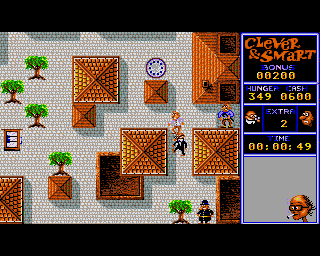 CLEVER
& SMART
BONUS
00200
HUNGER CASH
349 0600
EXTRA
2
TIME
00:00:49